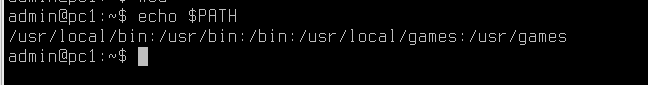 admin@pc1:~$ echo $PATH
/usr/local/bin:/usr/bin:/bin:/usr/local/games:/usr/games
admin@pc1:~$